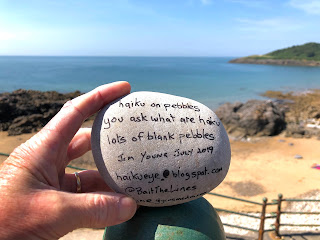 haiku on pebbles
you ask what are haiku
lots of blank pebbles
Jim Young July 2019
haikueye@blogspot.com
@BaitTheLines